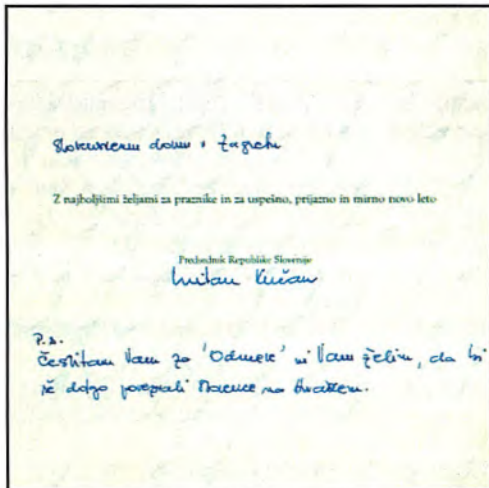 Slovenskemu domu v Zagrebu
Z najboljšimi željami za praznike in za uspešno, prijazno in mirno novo leto
Predsednik Republike Slovenije
Milan Kučan
P.s.
Čestitam Vam za 'Odmeve' in Vam želim, da bi
še dolgo povezovali Slovence na Hrvaškem.